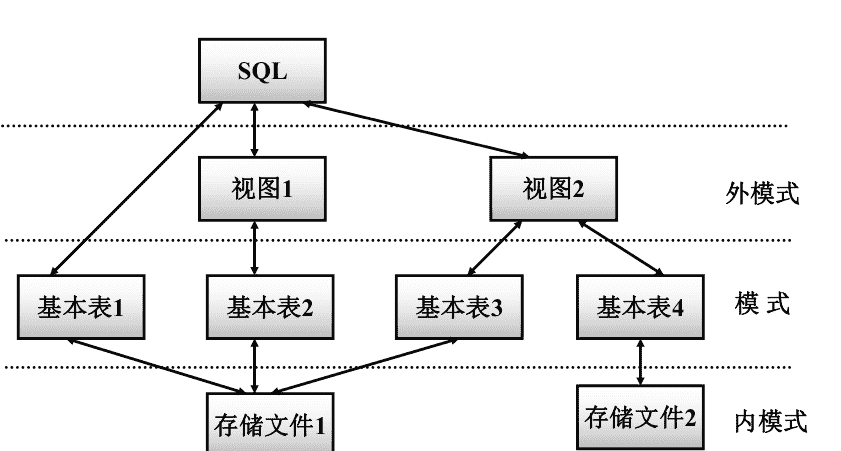 SQL
视图1
视图2
外模式
基本表1
基本表2
基本表3
基本表4
模 式
存储文件1
存储文件2
内模式